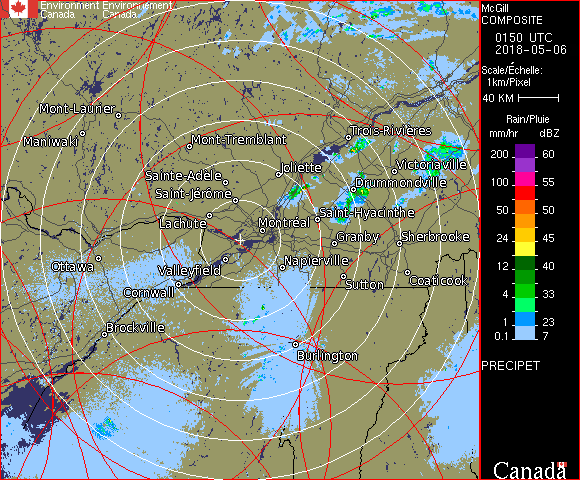 Environment Environnement
Canada Canada
McGill
COMPOSITE
0150 UTC
2018-05-06
Scale/Échelle:
1km/Pixel
40 KM
Rain/Pluie
mm/hr dBZ
200 60
100 55
50 50
24 45
12 40
4 33
1 23
0.1 7
PRECIPET
Mont-Laurier
Maniwaki
Mont-Tremblant
Trois-Rivières
Joliette
Victoriaville
Sainte-Adèle
Drummondville
Saint-Jérôme
Saint-Hyacinthe
Lachute
Montréal
Granby
Sherbrooke
Ottawa
Valleyfield
Napierville
Cornwall
Sutton
Coaticook
Brockville
Burlington
Canada